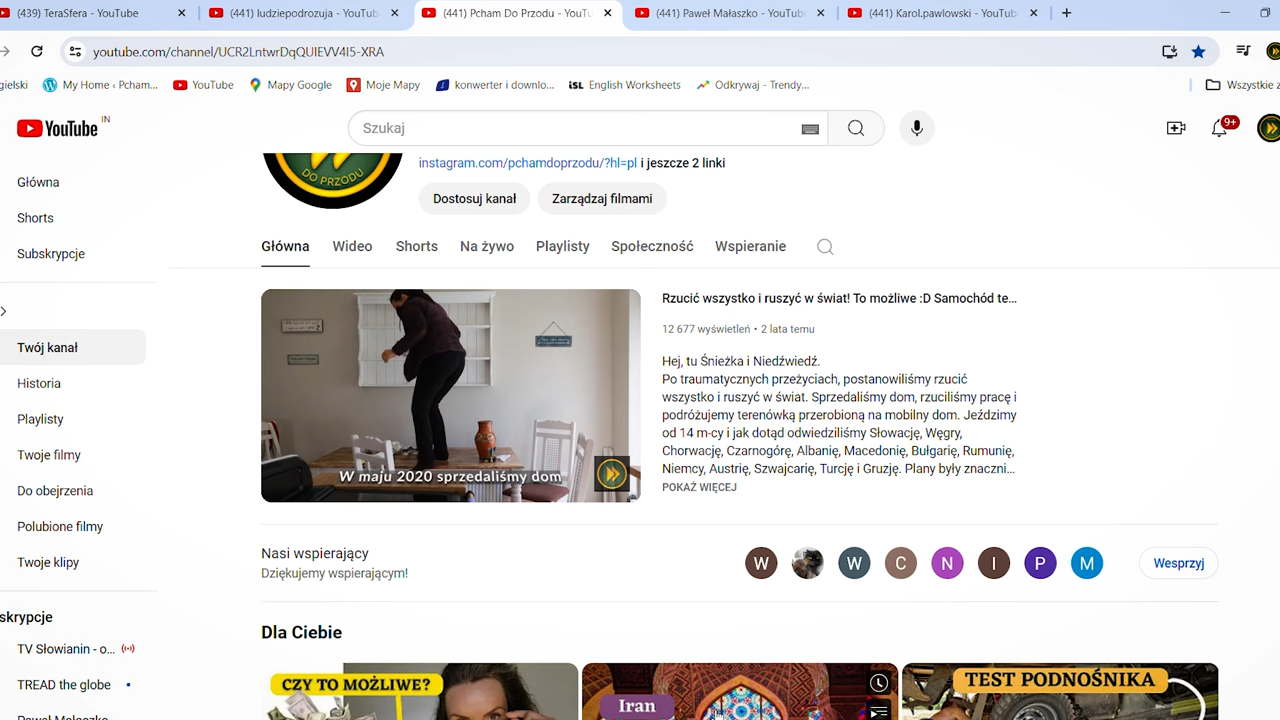 (439) TeraSfera - YouTube
(441) ludziepodrozuja - YouTub
(441) Pcham Do Przodu - YouTu
(441) Paweł Małaszko - YouTube
(441) Karol.pawlowski - YouTub
youtube.com/channel/UCR2LntwrDqQUIEVV4I5-XRA
gielski
My Home ‹ Pcham...
YouTube
Mapy Google
Moje Mapy
konwerter i downlo...
iSL English Worksheets
Odkrywaj - Trendy...
Wszystkie z
YouTube IN
Szukaj
9+
DO PRZODU
instagram.com/pchamdoprzodu/?hl=pl i jeszcze 2 linki
Dostosuj kanał
Zarządzaj filmami
Główna
Shorts
Subskrypcje
Twój kanał
Historia
Playlisty
Twoje filmy
Do obejrzenia
Polubione filmy
Twoje klipy
skrypcje
TV Słowianin - o...
TREAD the globe
Paweł Małaszko
Główna Wideo Shorts Na żywo Playlisty Społeczność Wspieranie
W maju 2020 sprzedaliśmy dom
Rzucić wszystko i ruszyć w świat! To możliwe :D Samochód te...
12 677 wyświetleń • 2 lata temu
Hej, tu Śnieżka i Niedźwiedź.
Po traumatycznych przeżyciach, postanowiliśmy rzucić
wszystko i ruszyć w świat. Sprzedaliśmy dom, rzuciliśmy pracę i
podróżujemy terenówką przerobioną na mobilny dom. Jeździmy
od 14 m-cy i jak dotąd odwiedziliśmy Słowację, Węgry,
Chorwację, Czarnogórę, Albanię, Macedonię, Bułgarię, Rumunię,
Niemcy, Austrię, Szwajcarię, Turcję i Gruzję. Plany były znaczni...
POKAŻ WIĘCEJ
Nasi wspierający
Dziękujemy wspierającym!
W W C N I P M
Wesprzyj
Dla Ciebie
CZY TO MOŻLIWE?
Iran
TEST PODNOŚNIKA